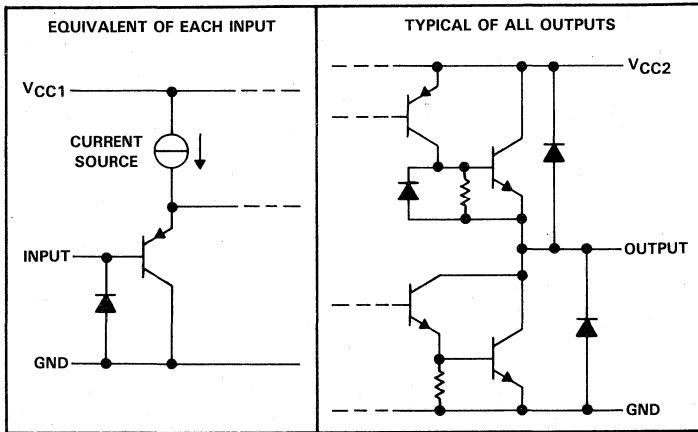 EQUIVALENT OF EACH INPUT
VCC1
CURRENT
SOURCE
INPUT
GND
TYPICAL OF ALL OUTPUTS
VCC2
OUTPUT
GND